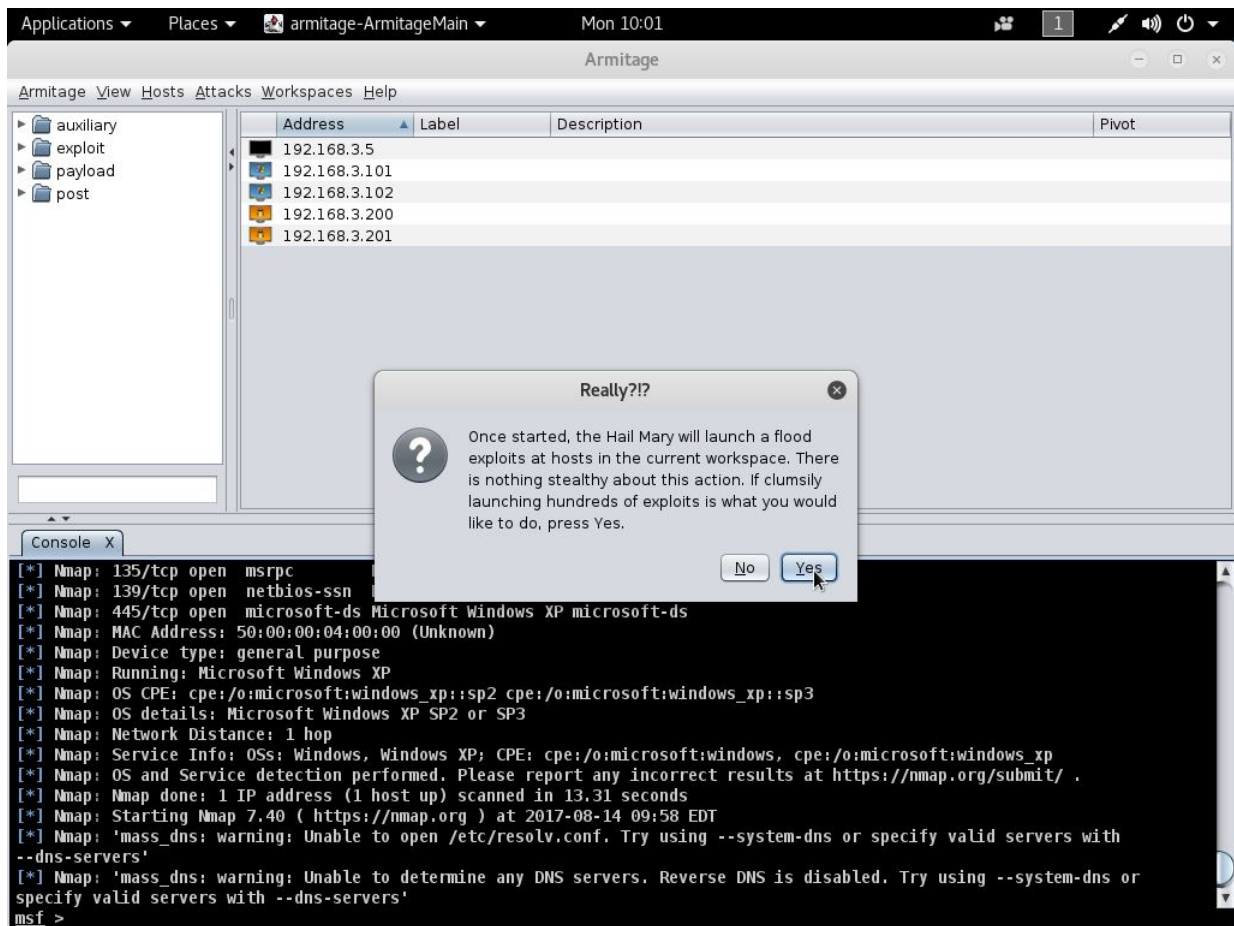 Applications Places armitage-ArmitageMain Mon 10:01 1
Armitage
Armitage View Hosts Attacks Workspaces Help
auxiliary
exploit
payload
post
Address Label Description Pivot
192.168.3.5
192.168.3.101
192.168.3.102
192.168.3.200
192.168.3.201
Really?!?
Once started, the Hail Mary will launch a flood
exploits at hosts in the current workspace. There
is nothing stealthy about this action. If clumsily
launching hundreds of exploits is what you would
like to do, press Yes.
No Yes
Console X
[*] Nmap: 135/tcp open msrpc
[*] Nmap: 139/tcp open netbios-ssn
[*] Nmap: 445/tcp open microsoft-ds Microsoft Windows XP microsoft-ds
[*] Nmap: MAC Address: 50:00:00:04:00:00 (Unknown)
[*] Nmap: Device type: general purpose
[*] Nmap: Running: Microsoft Windows XP
[*] Nmap: OS CPE: cpe:/o:microsoft:windows_xp::sp2 cpe:/o:microsoft:windows_xp::sp3
[*] Nmap: OS details: Microsoft Windows XP SP2 or SP3
[*] Nmap: Network Distance: 1 hop
[*] Nmap: Service Info: OSs: Windows, Windows XP; CPE: cpe:/o:microsoft:windows, cpe:/o:microsoft:windows_xp
[*] Nmap: OS and Service detection performed. Please report any incorrect results at https://nmap.org/submit/ .
[*] Nmap: Nmap done: 1 IP address (1 host up) scanned in 13.31 seconds
[*] Nmap: Starting Nmap 7.40 ( https://nmap.org ) at 2017-08-14 09:58 EDT
[*] Nmap: 'mass_dns: warning: Unable to open /etc/resolv.conf. Try using --system-dns or specify valid servers with
--dns-servers'
[*] Nmap: 'mass_dns: warning: Unable to determine any DNS servers. Reverse DNS is disabled. Try using --system-dns or
specify valid servers with --dns-servers'
msf >